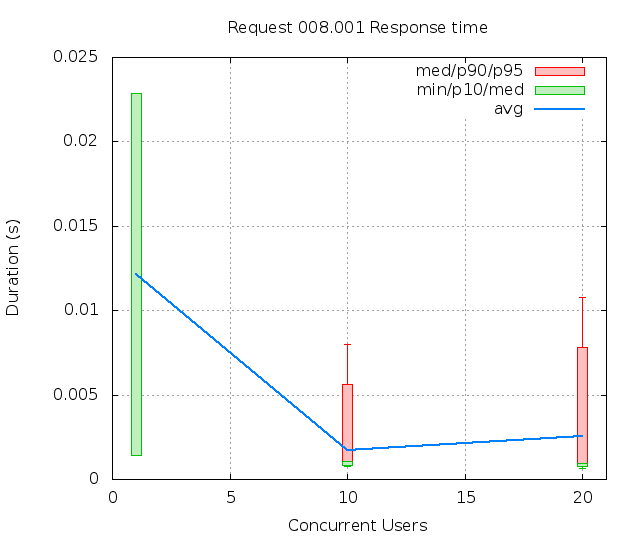 Request 008.001 Response time
0.025
0.02
0.015
0.01
0.005
0
Duration (s)
med/p90/p95
min/p10/med
avg
0 5 10 15 20
Concurrent Users